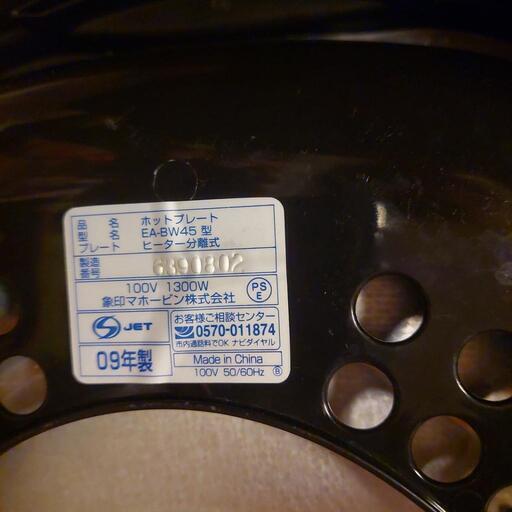 品名 ホットプレート
型名 EA-BW45 型
プレート ヒーター分離式
製造番号 6890802
100V 1300W
象印マホービン株式会社
PSE
S JET
お客様ご相談センター
0570-011874
市内通話料でOK ナビダイヤル
09年製
Made in China
100V 50/60Hz B